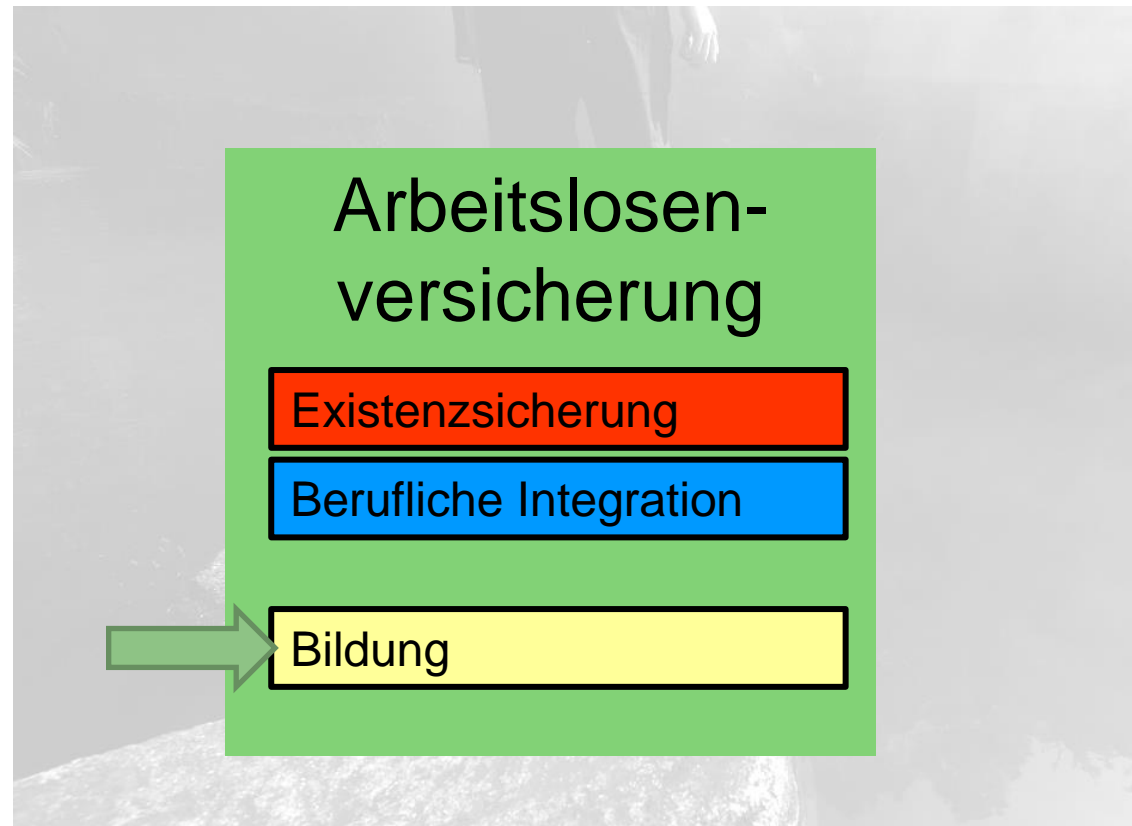 Arbeitslosen-
versicherung
Existenzsicherung
Berufliche Integration
Bildung